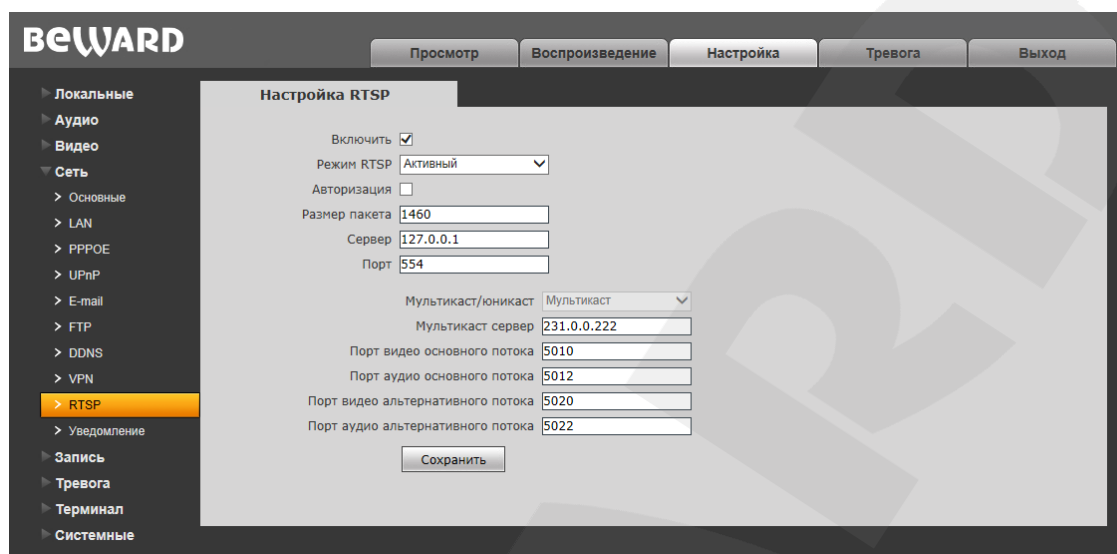 BEWARD
Просмотр
Воспроизведение
Настройка
Тревога
Выход
Локальные
Аудио
Видео
Сеть
Основные
LAN
PPPOE
UPnP
E-mail
FTP
DDNS
VPN
RTSP
Уведомление
Запись
Тревога
Терминал
Системные
Настройка RTSP
Включить
Режим RTSP Активный
Авторизация
Размер пакета 1460
Сервер 127.0.0.1
Порт 554
Мультикаст/юникаст Мультикаст
Мультикаст сервер 231.0.0.222
Порт видео основного потока 5010
Порт аудио основного потока 5012
Порт видео альтернативного потока 5020
Порт аудио альтернативного потока 5022
Сохранить